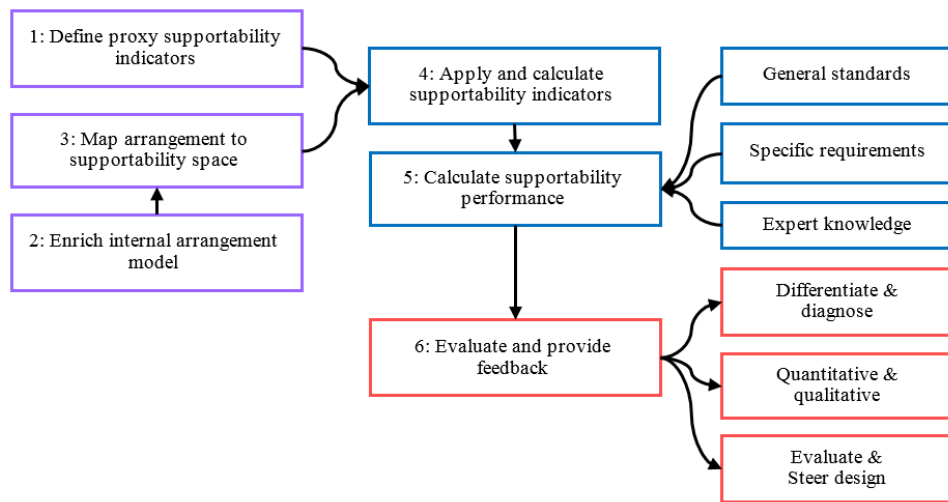 1: Define proxy supportability
indicators
3: Map arrangement to
supportability space
2: Enrich internal arrangement
model
4: Apply and calculate
supportability indicators
5: Calculate supportability
performance
General standards
Specific requirements
Expert knowledge
6: Evaluate and provide
feedback
Differentiate &
diagnose
Quantitative &
qualitative
Evaluate &
Steer design